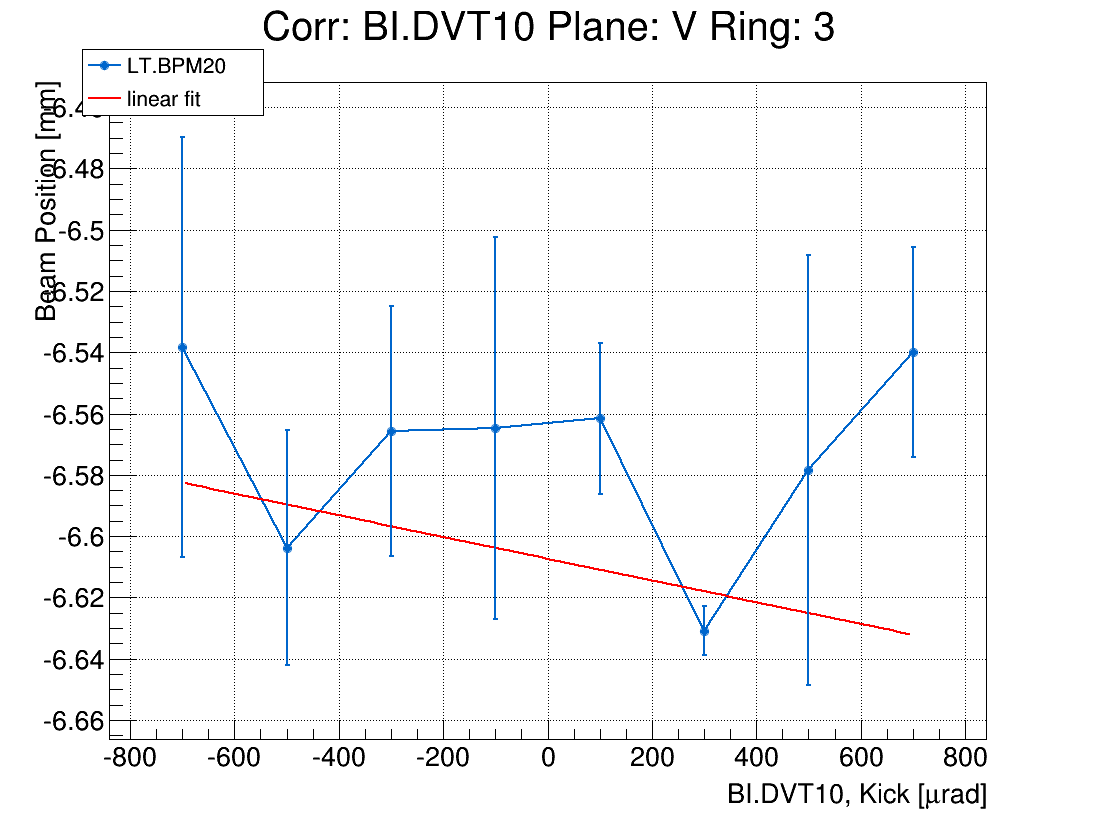 Corr: BI.DVT10 Plane: V Ring: 3
LT.BPM20
linear fit
Beam Position [mm]
-6.48
-6.5
-6.52
-6.54
-6.56
-6.58
-6.6
-6.62
-6.64
-6.66
-800 -600 -400 -200 0 200 400 600 800
BI.DVT10, Kick [μrad]